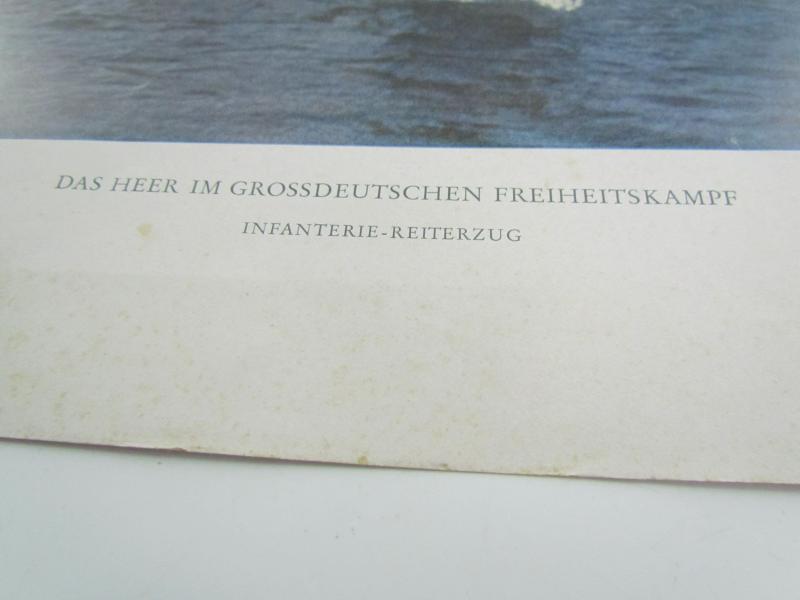 DAS HEER IM GROSSDEUTSCHEN FREIHEITSKAMPF
INFANTERIE-REITERZUG